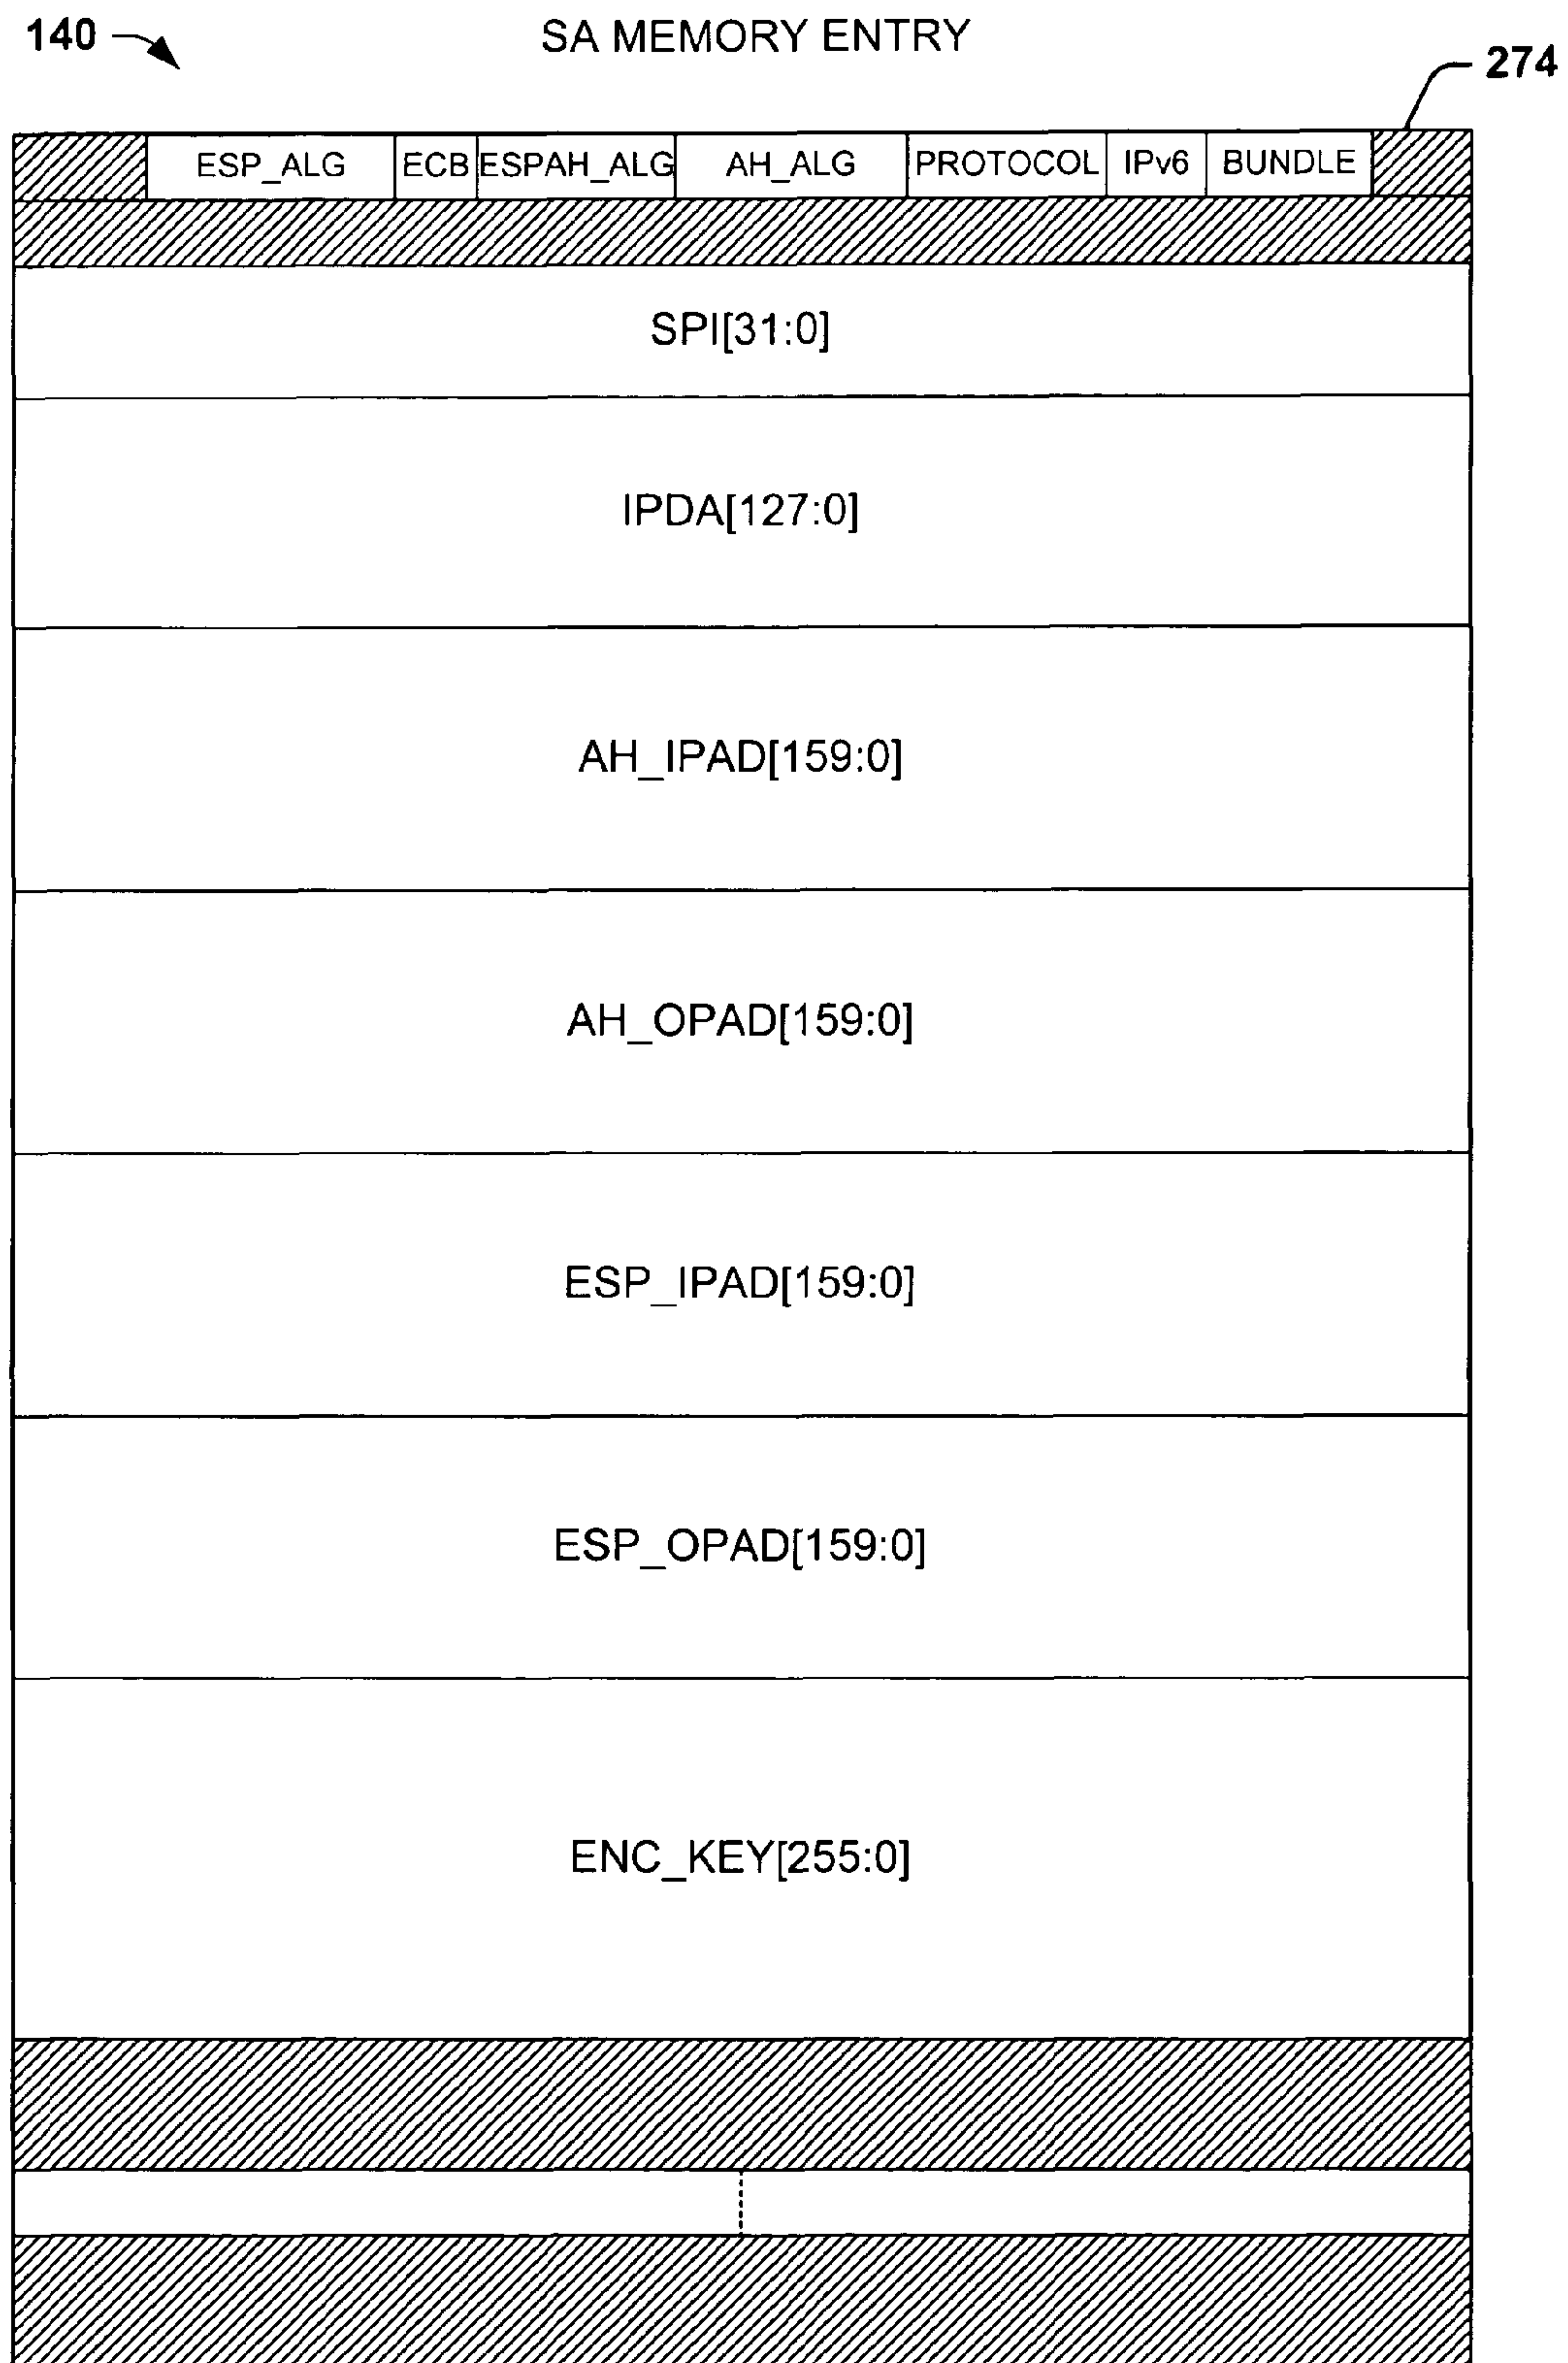 140 SA MEMORY ENTRY
274
ESP_ALG ECB ESPAH_ALG AH_ALG PROTOCOL IPv6 BUNDLE
SPI[31:0]
IPDA[127:0]
AH_IPAD[159:0]
AH_OPAD[159:0]
ESP_IPAD[159:0]
ESP_OPAD[159:0]
ENC_KEY[255:0]